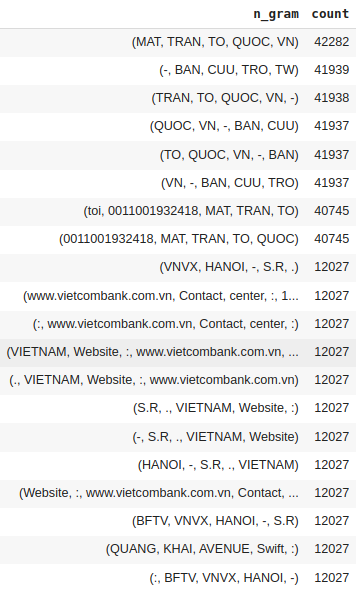 n_gram count
(MAT, TRAN, TO, QUOC, VN) 42282
(-, BAN, CUU, TRO, TW) 41939
(TRAN, TO, QUOC, VN, -) 41938
(QUOC, VN, -, BAN, CUU) 41937
(TO, QUOC, VN, -, BAN) 41937
(VN, -, BAN, CUU, TRO) 41937
(toi, 0011001932418, MAT, TRAN, TO) 40745
(0011001932418, MAT, TRAN, TO, QUOC) 40745
(VNVX, HANOI, -, S.R, .) 12027
(www.vietcombank.com.vn, Contact, center, :, 1... 12027
(:, www.vietcombank.com.vn, Contact, center, :) 12027
(VIETNAM, Website, :, www.vietcombank.com.vn, ... 12027
(., VIETNAM, Website, :, www.vietcombank.com.vn) 12027
(S.R, ., VIETNAM, Website, :) 12027
(-, S.R, ., VIETNAM, Website) 12027
(HANOI, -, S.R, ., VIETNAM) 12027
(Website, :, www.vietcombank.com.vn, Contact, ... 12027
(BFTV, VNVX, HANOI, -, S.R) 12027
(QUANG, KHAI, AVENUE, Swift, :) 12027
(:, BFTV, VNVX, HANOI, -) 12027